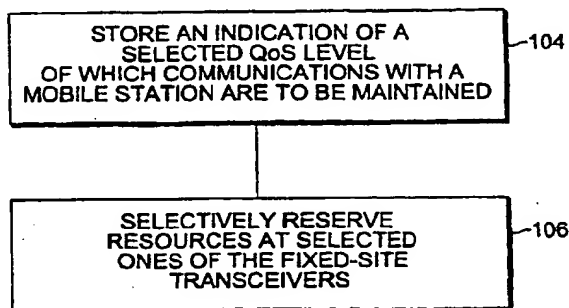 STORE AN INDICATION OF A
SELECTED QoS LEVEL
OF WHICH COMMUNICATIONS WITH A
MOBILE STATION ARE TO BE MAINTAINED
104
SELECTIVELY RESERVE
RESOURCES AT SELECTED
ONES OF THE FIXED-SITE
TRANSCEIVERS
106